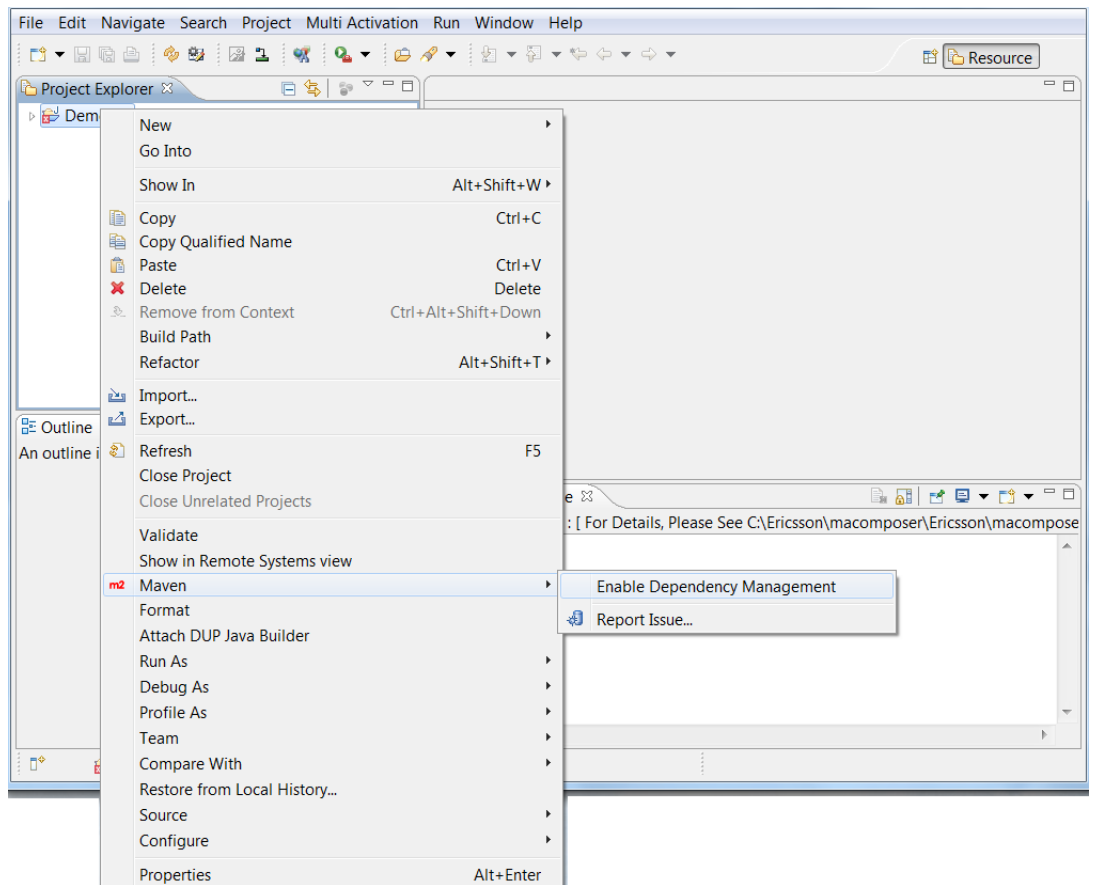 File Edit Navigate Search Project Multi Activation Run Window Help
Resource
Project Explorer
Dem
New
Go Into
Show In Alt+Shift+W
Copy Ctrl+C
Copy Qualified Name
Paste Ctrl+V
Delete Delete
Remove from Context Ctrl+Alt+Shift+Down
Build Path
Refactor Alt+Shift+T
Import...
Export...
Outline
An outline i
Refresh F5
Close Project
Close Unrelated Projects
e
: [ For Details, Please See C:\Ericsson\macomposer\Ericsson\macompose
Validate
Show in Remote Systems view
m2 Maven
Enable Dependency Management
Report Issue...
Format
Attach DUP Java Builder
Run As
Debug As
Profile As
Team
Compare With
Restore from Local History...
Source
Configure
Properties Alt+Enter